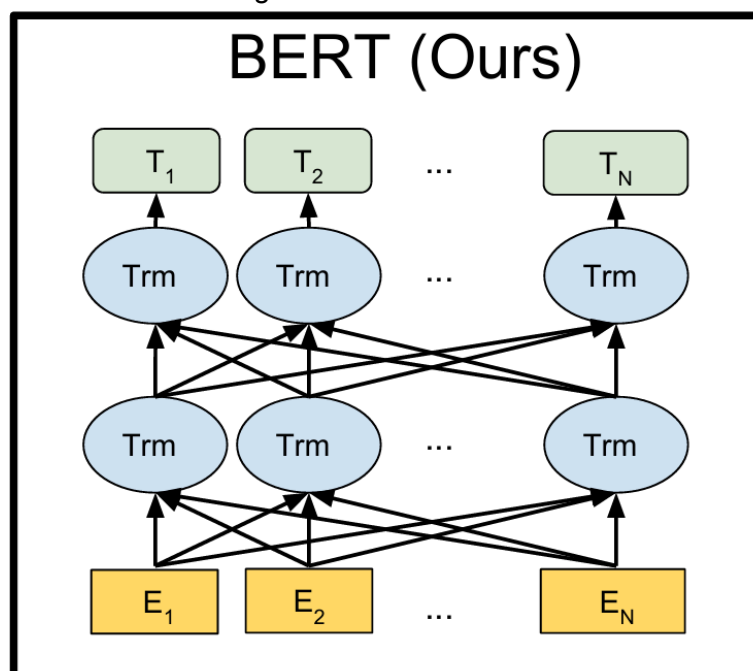 BERT (Ours)
T1 T2 ... TN
Trm Trm ... Trm
Trm Trm ... Trm
E1 E2 ... EN